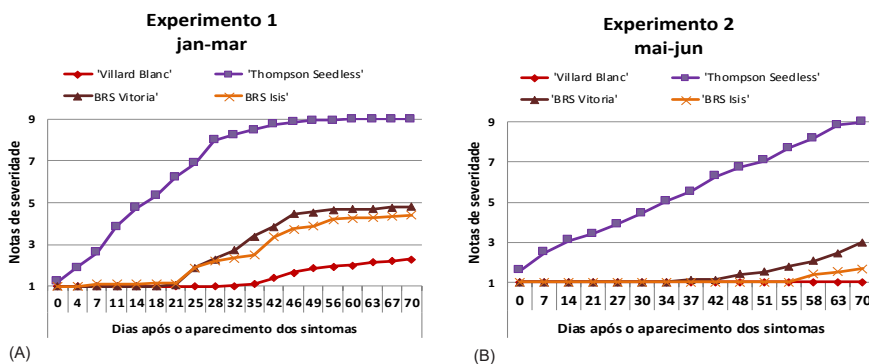 Experimento 1
jan-mar
'Villard Blanc' 'Thompson Seedless'
'BRS Vitoria' BRS Isis'
Notas de severidade
9
7
5
3
1
0 4 7 11 14 18 21 25 28 32 35 42 46 49 56 60 63 67 70
Dias após o aparecimento dos sintomas
(A)
Experimento 2
mai-jun
'Villard Blanc' 'Thompson Seedless'
'BRS Vitoria' 'BRS Isis'
Notas de severidade
9
7
5
3
1
0 7 14 21 27 30 34 37 42 48 51 55 58 63 70
Dias após o aparecimento dos sintomas
(B)